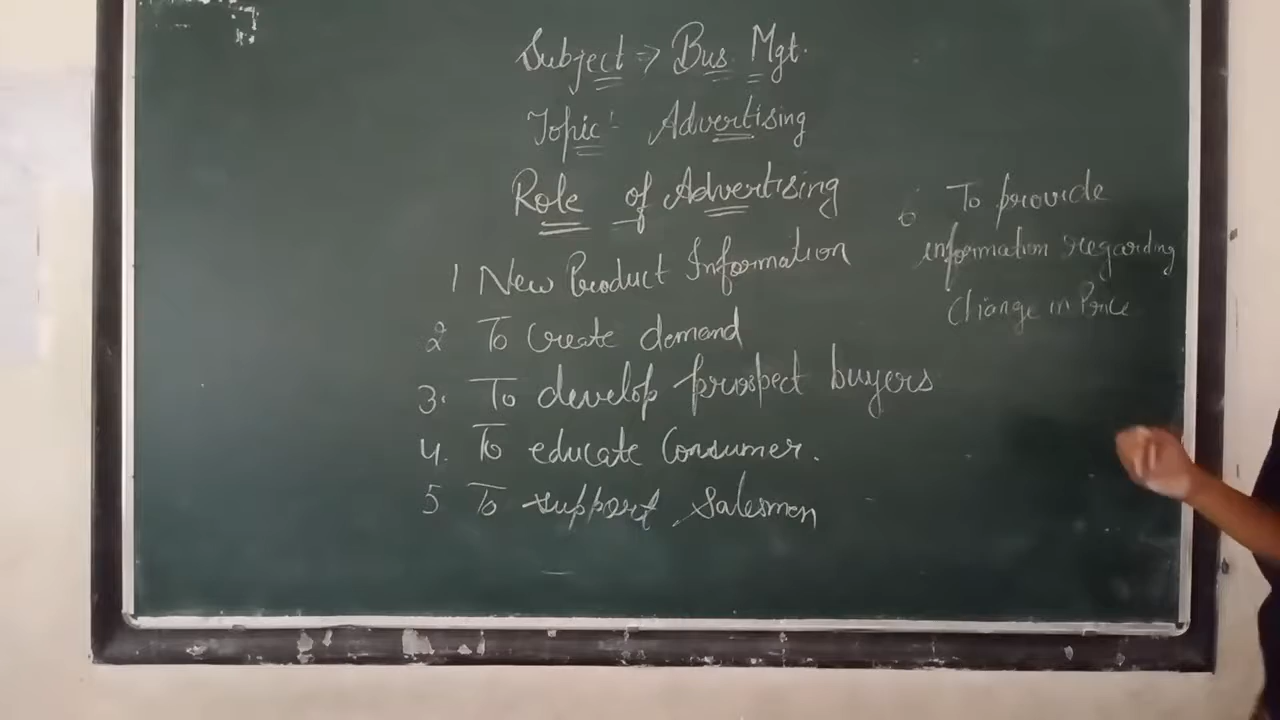 Subject → Bus. Mgt.
Topic :- Advertising
Role of Advertising
1 New Product Information
2 To Create demand
3. To develop prospect buyers
4. To educate Consumer.
5 To support salesmen
6 To provide
information regarding
Change in Price